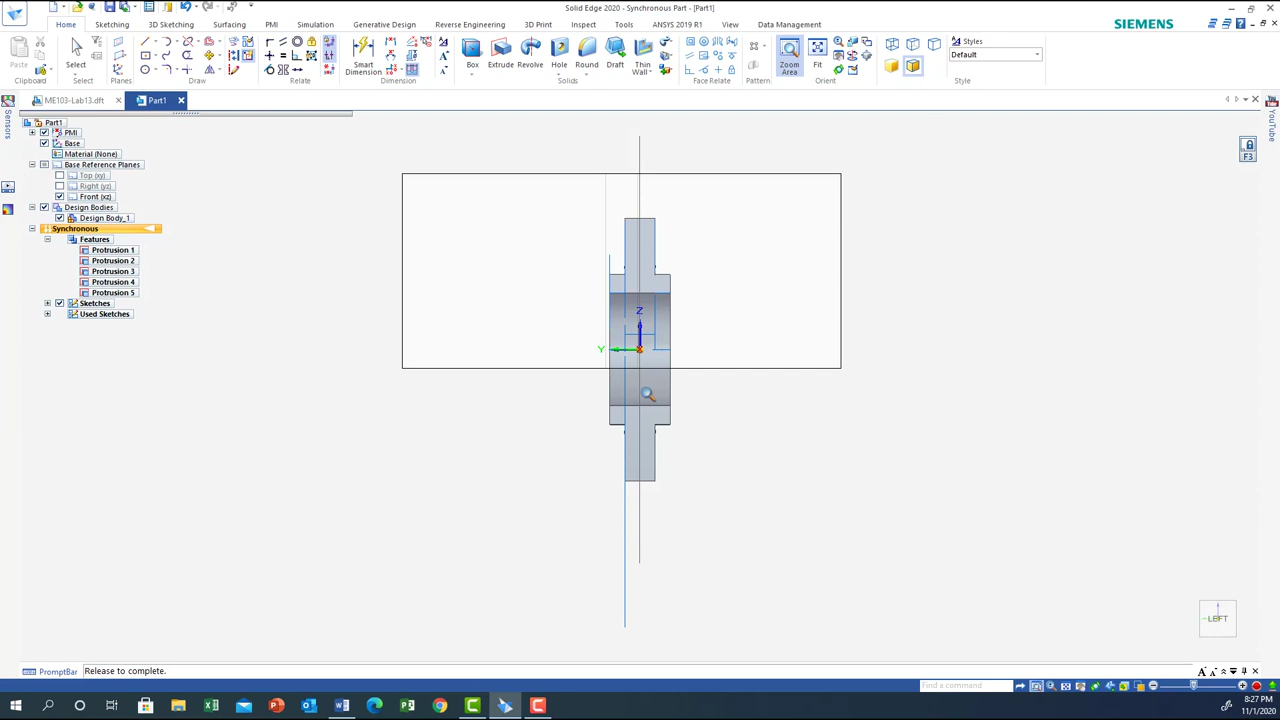 Solid Edge 2020 - Synchronous Part - [Part1]
Home Sketching 3D Sketching Surfacing PMI Simulation Generative Design Reverse Engineering 3D Print Inspect Tools ANSYS 2019 R1 View Data Management
SIEMENS
Paste Select Smart Dimension Box Extrude Revolve Hole Round Draft Thin Wall Pattern Zoom Area Fit
Styles
Default
Clipboard Select Planes Draw Relate Dimension Solids Face Relate Pattern Orient Style
ME103-Lab13.dft Part1
Sensors
YouTube
Part1
PMI
Base
Material (None)
Base Reference Planes
Top (xy)
Right (yz)
Front (xz)
Design Bodies
Design Body_1
Synchronous
Features
Protrusion 1
Protrusion 2
Protrusion 3
Protrusion 4
Protrusion 5
Sketches
Used Sketches
F3
Z
Y
LEFT
PromptBar Release to complete.
Find a command
8:27 PM
11/1/2020